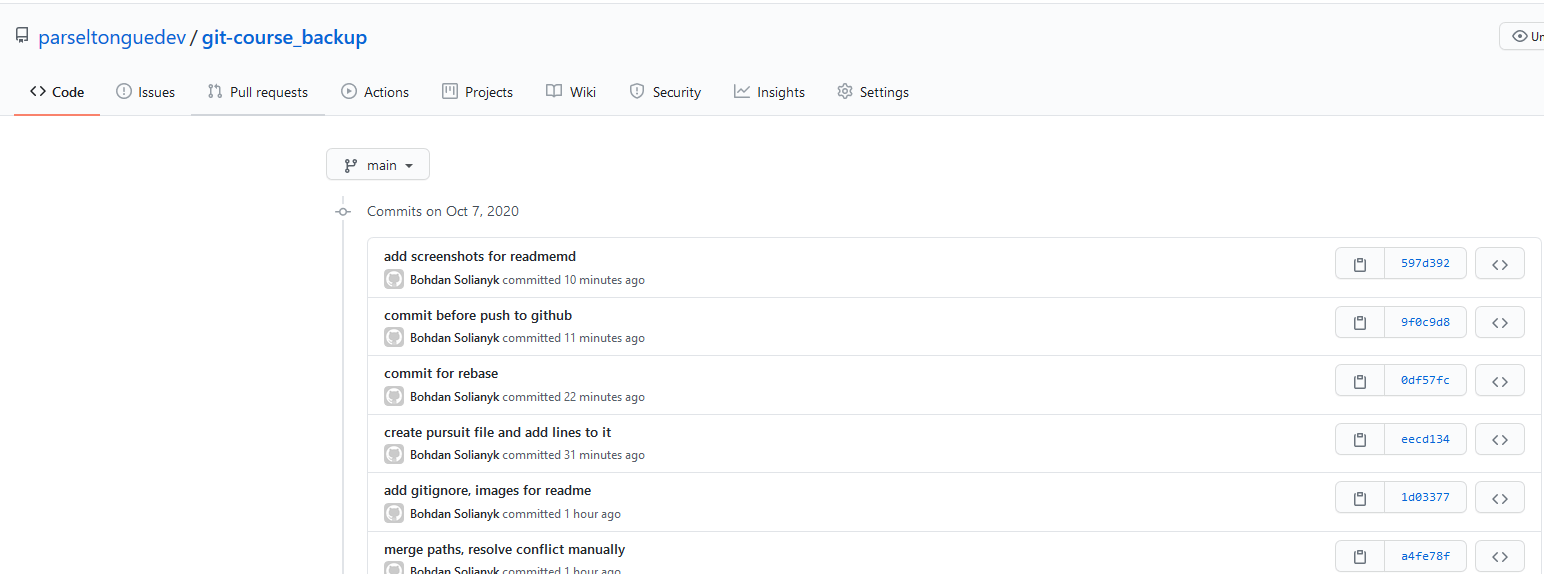 parseltonguedev / git-course_backup
Un
Code Issues Pull requests Actions Projects Wiki Security Insights Settings
main
Commits on Oct 7, 2020
add screenshots for readmemd
597d392
Bohdan Solianyk committed 10 minutes ago
commit before push to github
9f0c9d8
Bohdan Solianyk committed 11 minutes ago
commit for rebase
0df57fc
Bohdan Solianyk committed 22 minutes ago
create pursuit file and add lines to it
eecd134
Bohdan Solianyk committed 31 minutes ago
add gitignore, images for readme
1d03377
Bohdan Solianyk committed 1 hour ago
merge paths, resolve conflict manually
a4fe78f
Bohdan Solianyk committed 1 hour ago